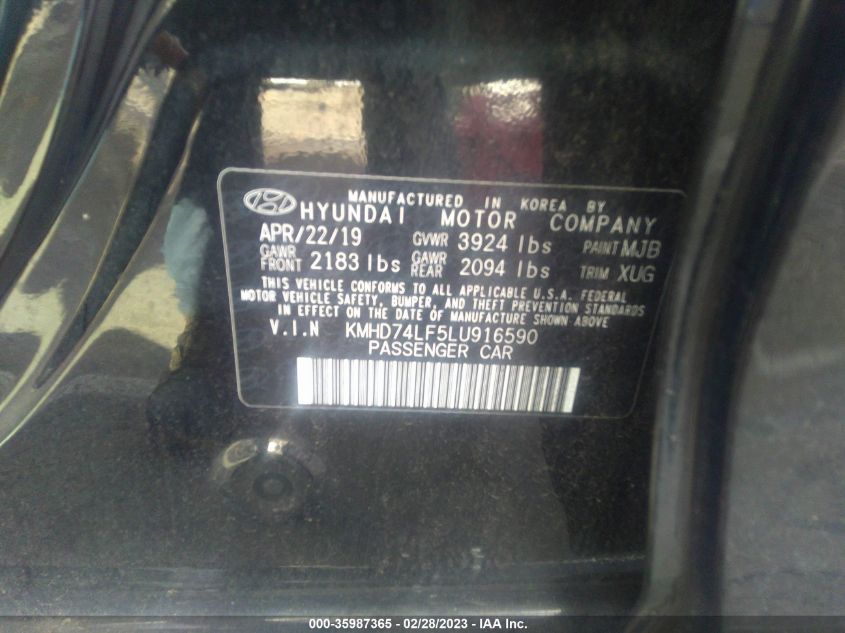 MANUFACTURED IN KOREA BY
HYUNDAI MOTOR COMPANY
APR/22/19 GVWR 3924 lbs PAINT MJB
GAWR FRONT 2183 lbs GAWR REAR 2094 lbs TRIM XUG
THIS VEHICLE CONFORMS TO ALL APPLICABLE U.S.A. FEDERAL
MOTOR VEHICLE SAFETY, BUMPER, AND THEFT PREVENTION STANDARDS
IN EFFECT ON THE DATE OF MANUFACTURE SHOWN ABOVE
V.I.N KMHD74LF5LU916590
PASSENGER CAR
000-35987365 / 02/28/2023 - IAA Inc.